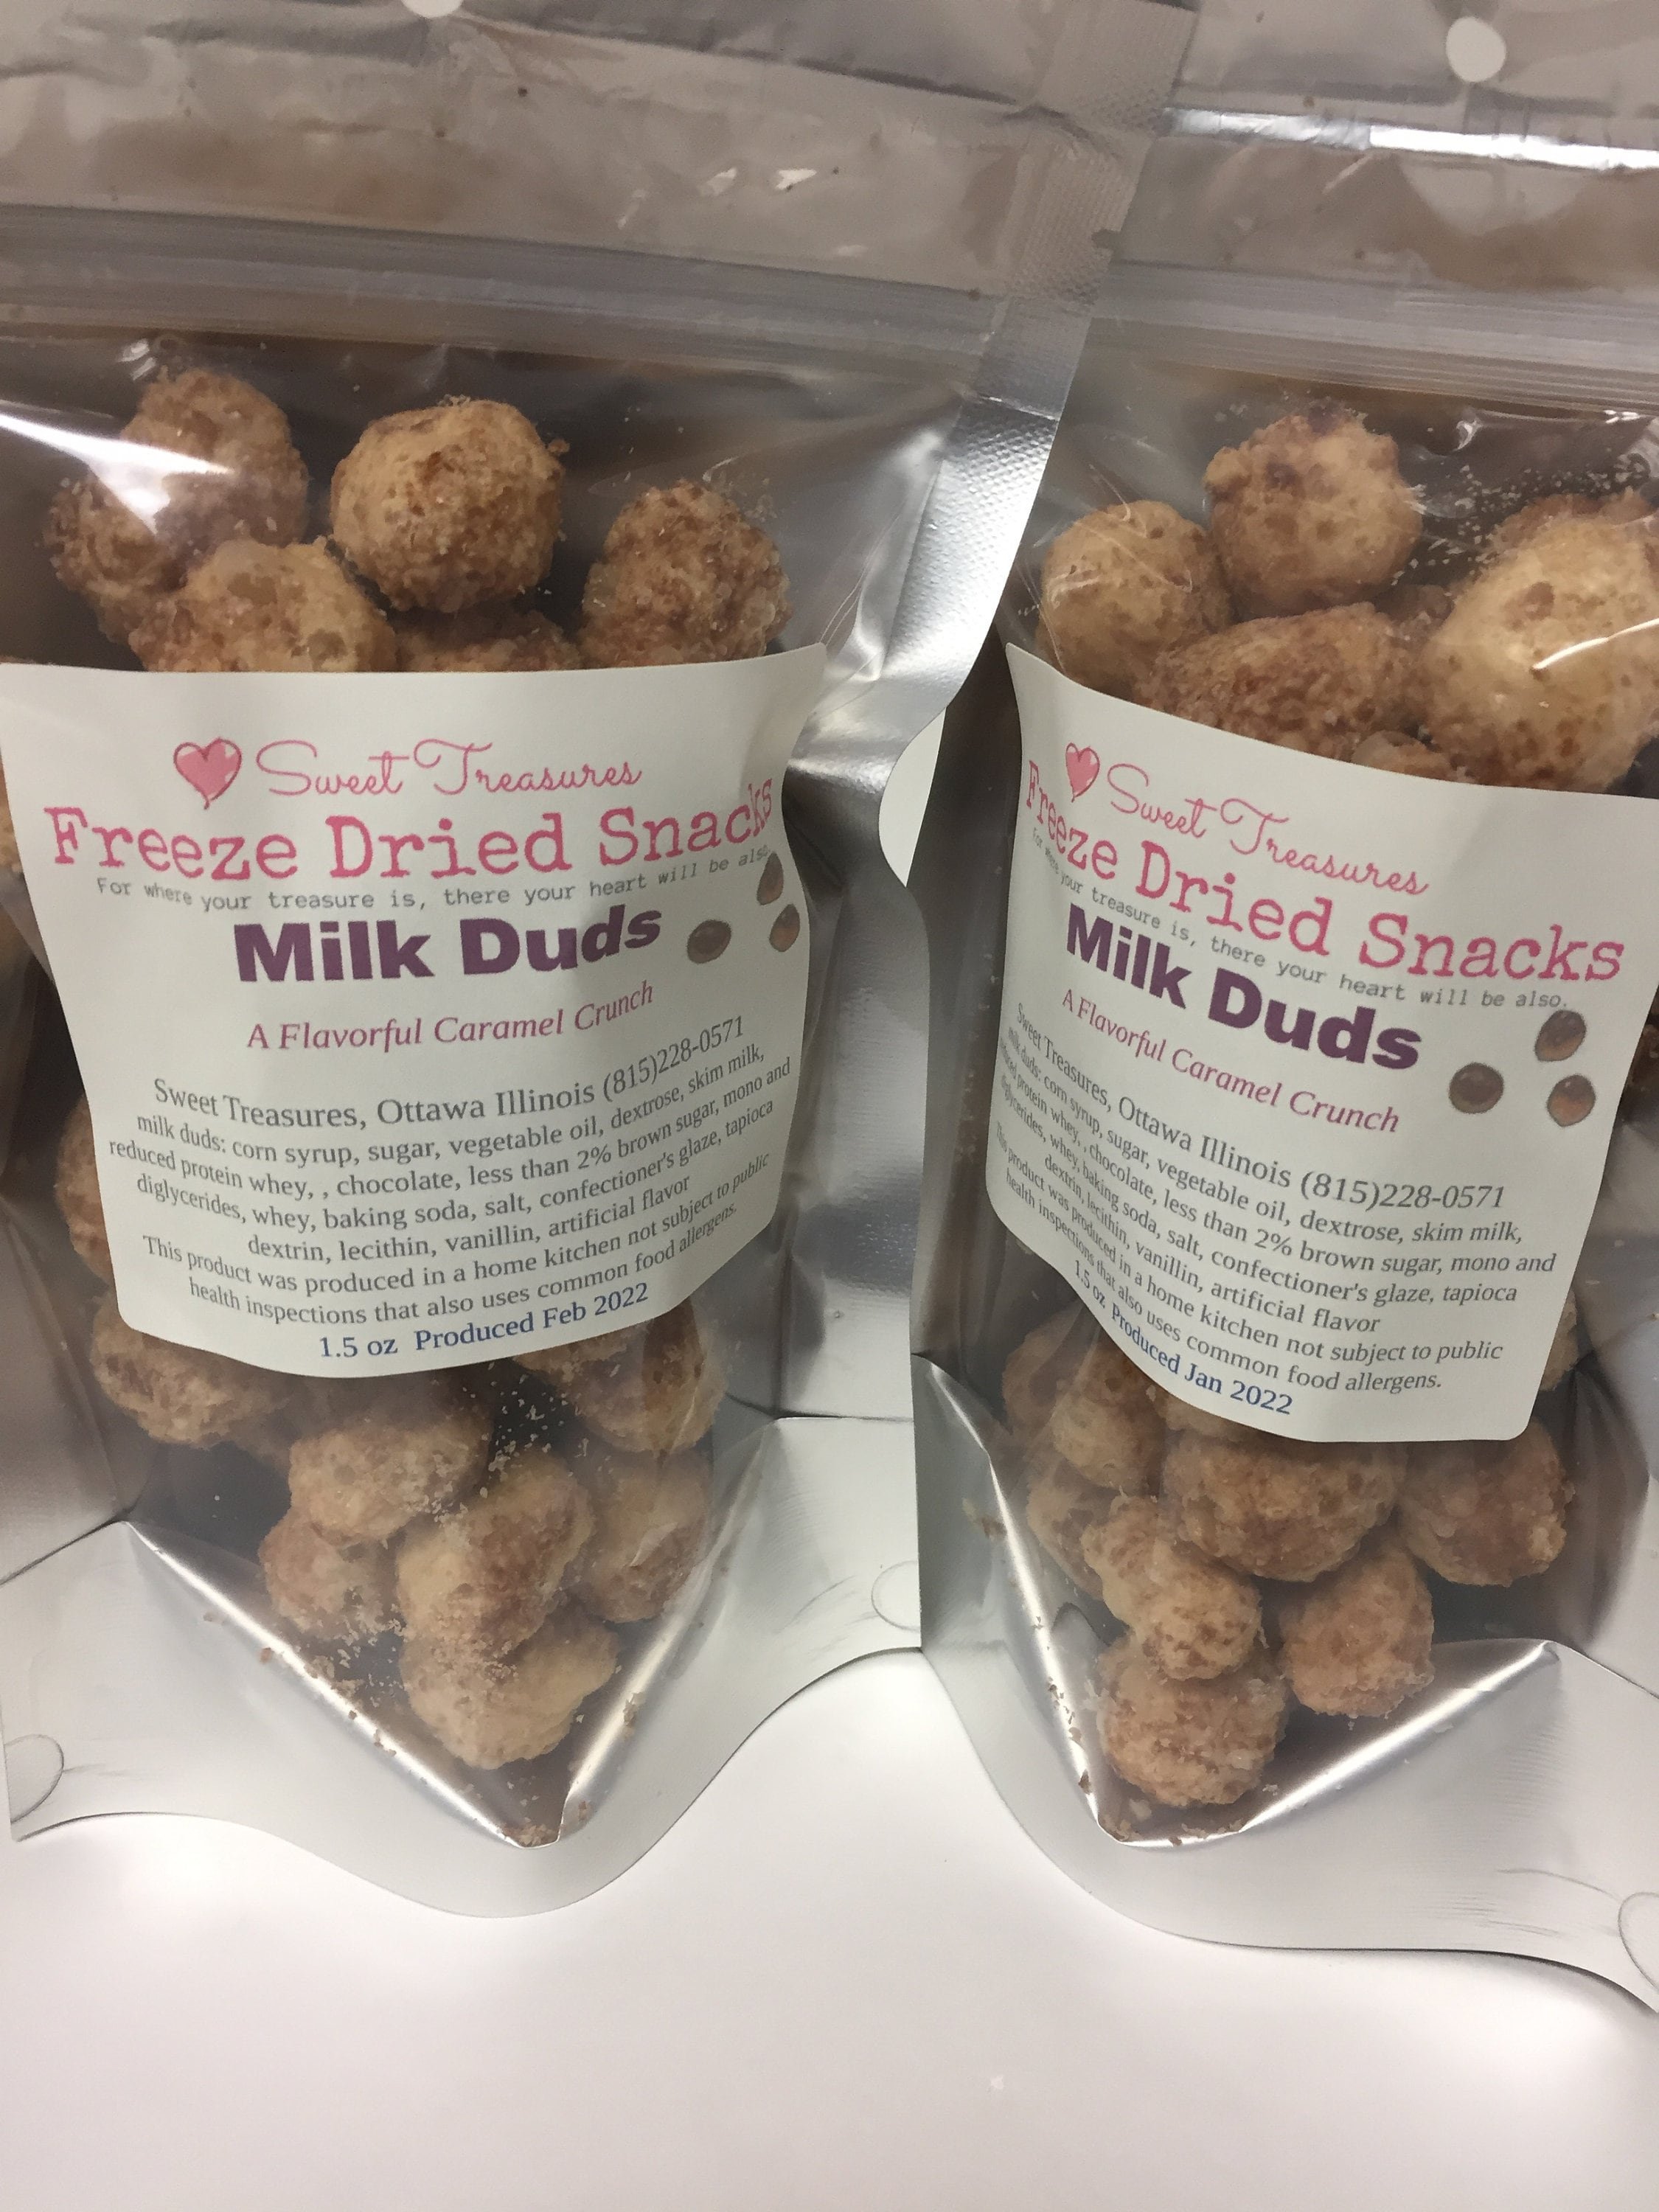 Sweet Treasures
Freeze Dried Snacks
For where your treasure is, there your heart will be also
Milk Duds
A Flavorful Caramel Crunch
Sweet Treasures, Ottawa Illinois (815)228-0571
milk duds: corn syrup, sugar, vegetable oil, dextrose, skim milk,
reduced protein whey, , chocolate, less than 2% brown sugar, mono and
diglycerides, whey, baking soda, salt, confectioner's glaze, tapioca
dextrin, lecithin, vanillin, artificial flavor
This product was produced in a home kitchen not subject to public
health inspections that also uses common food allergens.
1.5 oz Produced Feb 2022
Sweet Treasures
Freeze Dried Snacks
For where your treasure is, there your heart will be also.
Milk Duds
A Flavorful Caramel Crunch
Sweet Treasures, Ottawa Illinois (815)228-0571
milk duds: corn syrup, sugar, vegetable oil, dextrose, skim milk,
reduced protein whey, , chocolate, less than 2% brown sugar, mono and
diglycerides, whey, baking soda, salt, confectioner's glaze, tapioca
dextrin, lecithin, vanillin, artificial flavor
This product was produced in a home kitchen not subject to public
health inspections that also uses common food allergens.
1.5 oz Produced Jan 2022